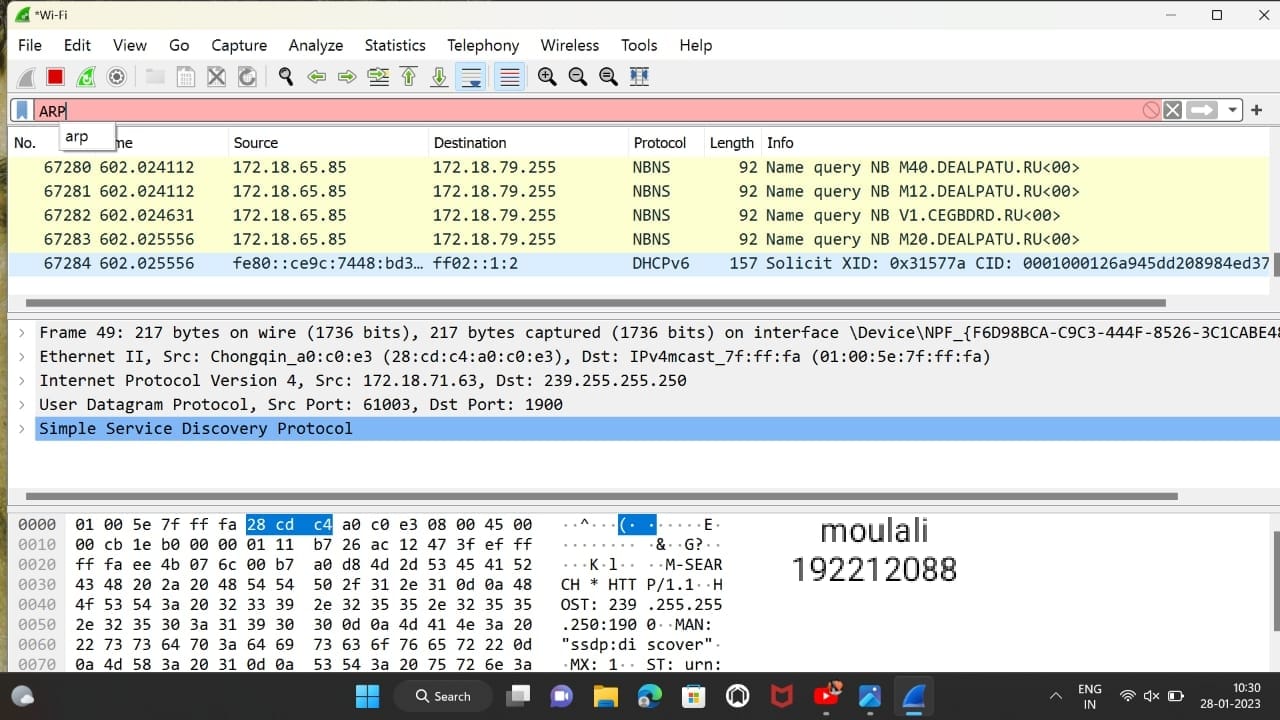 *Wi-Fi
File Edit View Go Capture Analyze Statistics Telephony Wireless Tools Help
ARP
arp
No. me Source Destination Protocol Length Info
67280 602.024112 172.18.65.85 172.18.79.255 NBNS 92 Name query NB M40.DEALPATU.RU<00>
67281 602.024112 172.18.65.85 172.18.79.255 NBNS 92 Name query NB M12.DEALPATU.RU<00>
67282 602.024631 172.18.65.85 172.18.79.255 NBNS 92 Name query NB V1.CEGBDRD.RU<00>
67283 602.025556 172.18.65.85 172.18.79.255 NBNS 92 Name query NB M20.DEALPATU.RU<00>
67284 602.025556 fe80::ce9c:7448:bd3… ff02::1:2 DHCPv6 157 Solicit XID: 0x31577a CID: 0001000126a945dd208984ed37
Frame 49: 217 bytes on wire (1736 bits), 217 bytes captured (1736 bits) on interface \Device\NPF_{F6D98BCA-C9C3-444F-8526-3C1CABE48
Ethernet II, Src: Chongqin_a0:c0:e3 (28:cd:c4:a0:c0:e3), Dst: IPv4mcast_7f:ff:fa (01:00:5e:7f:ff:fa)
Internet Protocol Version 4, Src: 172.18.71.63, Dst: 239.255.255.250
User Datagram Protocol, Src Port: 61003, Dst Port: 1900
Simple Service Discovery Protocol
0000 01 00 5e 7f ff fa 28 cd c4 a0 c0 e3 08 00 45 00 ··^···(· ······E·
0010 00 cb 1e b0 00 00 01 11 b7 26 ac 12 47 3f ef ff ········ ·&··G?··
0020 ff fa ee 4b 07 6c 00 b7 a0 d8 4d 2d 53 45 41 52 ···K·l·· ··M-SEAR
0030 43 48 20 2a 20 48 54 54 50 2f 31 2e 31 0d 0a 48 CH * HTT P/1.1··H
0040 4f 53 54 3a 20 32 33 39 2e 32 35 35 2e 32 35 35 OST: 239 .255.255
0050 2e 32 35 30 3a 31 39 30 30 0d 0a 4d 41 4e 3a 20 .250:190 0··MAN:
0060 22 73 73 64 70 3a 64 69 73 63 6f 76 65 72 22 0d "ssdp:di scover"·
0070 0a 4d 58 3a 20 31 0d 0a 53 54 3a 20 75 72 6e 3a ·MX: 1·· ST: urn:
moulali
192212088
Search
ENG
IN
10:30
28-01-2023